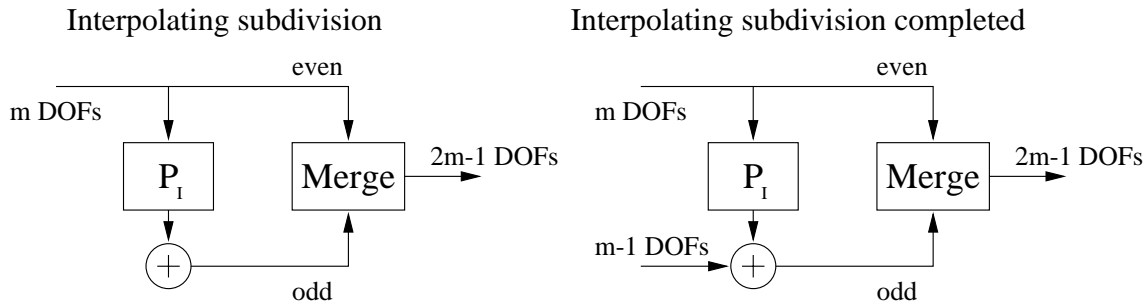 Interpolating subdivision
even
m DOFs
P_I
Merge
2m-1 DOFs
+
odd
Interpolating subdivision completed
even
m DOFs
P_I
Merge
2m-1 DOFs
m-1 DOFs
+
odd